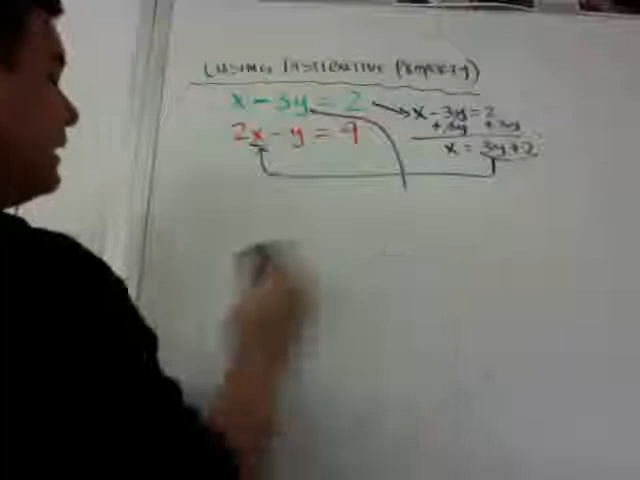 (USING DISTRIBUTIVE PROPERTY)
x - 3y = 2
2x - y = 9
x - 3y = 2
+3y +3y
x = 3y + 2